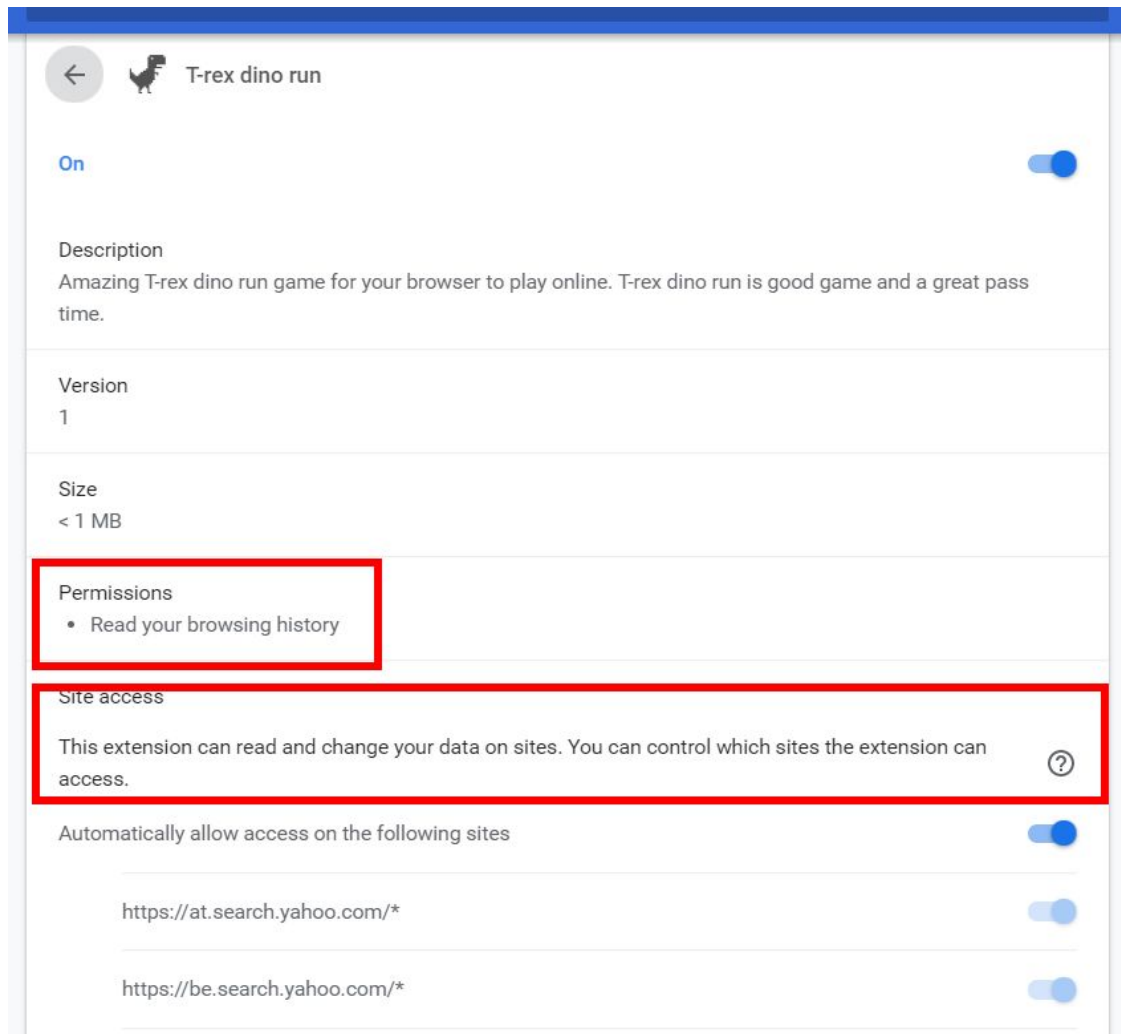 T-rex dino run
On
Description
Amazing T-rex dino run game for your browser to play online. T-rex dino run is good game and a great pass
time.
Version
1
Size
< 1 MB
Permissions
• Read your browsing history
Site access
This extension can read and change your data on sites. You can control which sites the extension can
access.
Automatically allow access on the following sites
https://at.search.yahoo.com/*
https://be.search.yahoo.com/*